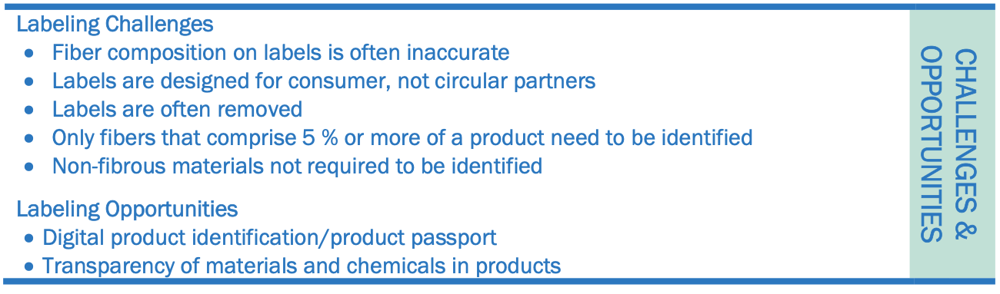 Labeling Challenges
• Fiber composition on labels is often inaccurate
• Labels are designed for consumer, not circular partners
• Labels are often removed
• Only fibers that comprise 5 % or more of a product need to be identified
• Non-fibrous materials not required to be identified
Labeling Opportunities
• Digital product identification/product passport
• Transparency of materials and chemicals in products
CHALLENGES &
OPPORTUNITIES